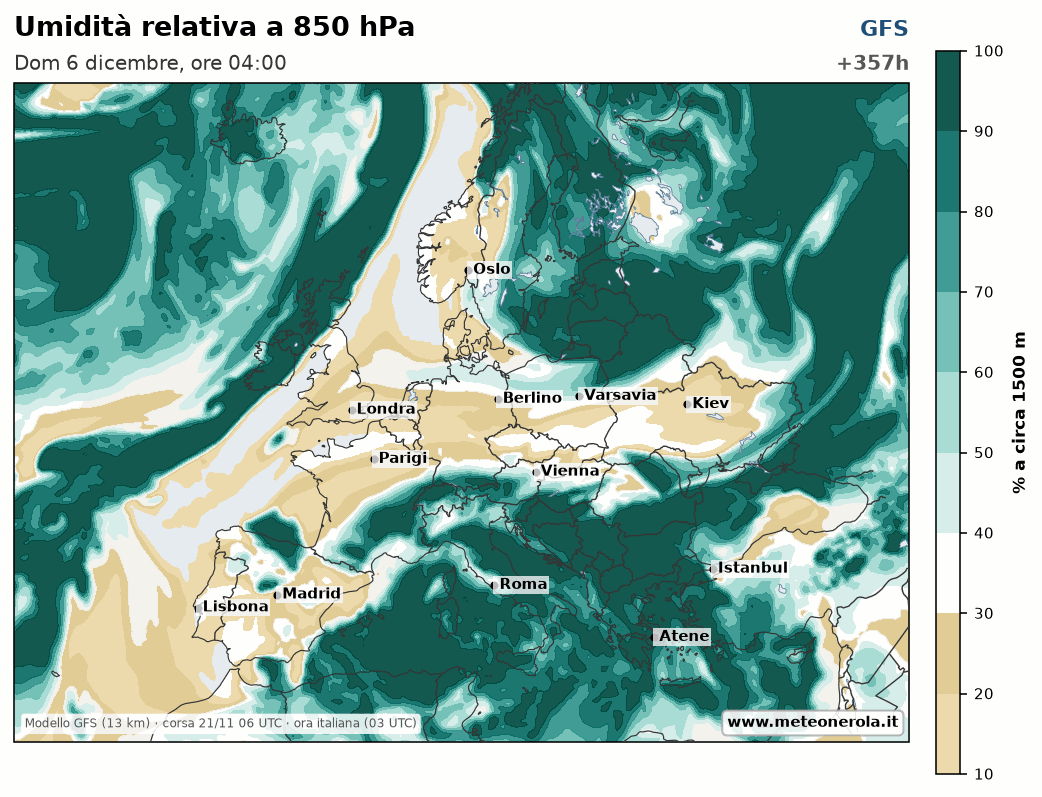 Umidità relativa a 850 hPa
GFS
Dom 6 dicembre, ore 04:00
+357h
100
90
80
70
60
50
40
30
20
10
% a circa 1500 m
Oslo
Berlino
Varsavia
Kiev
Londra
Parigi
Vienna
Istanbul
Roma
Madrid
Lisbona
Atene
Modello GFS (13 km) · corsa 21/11 06 UTC · ora italiana (03 UTC)
www.meteonerola.it